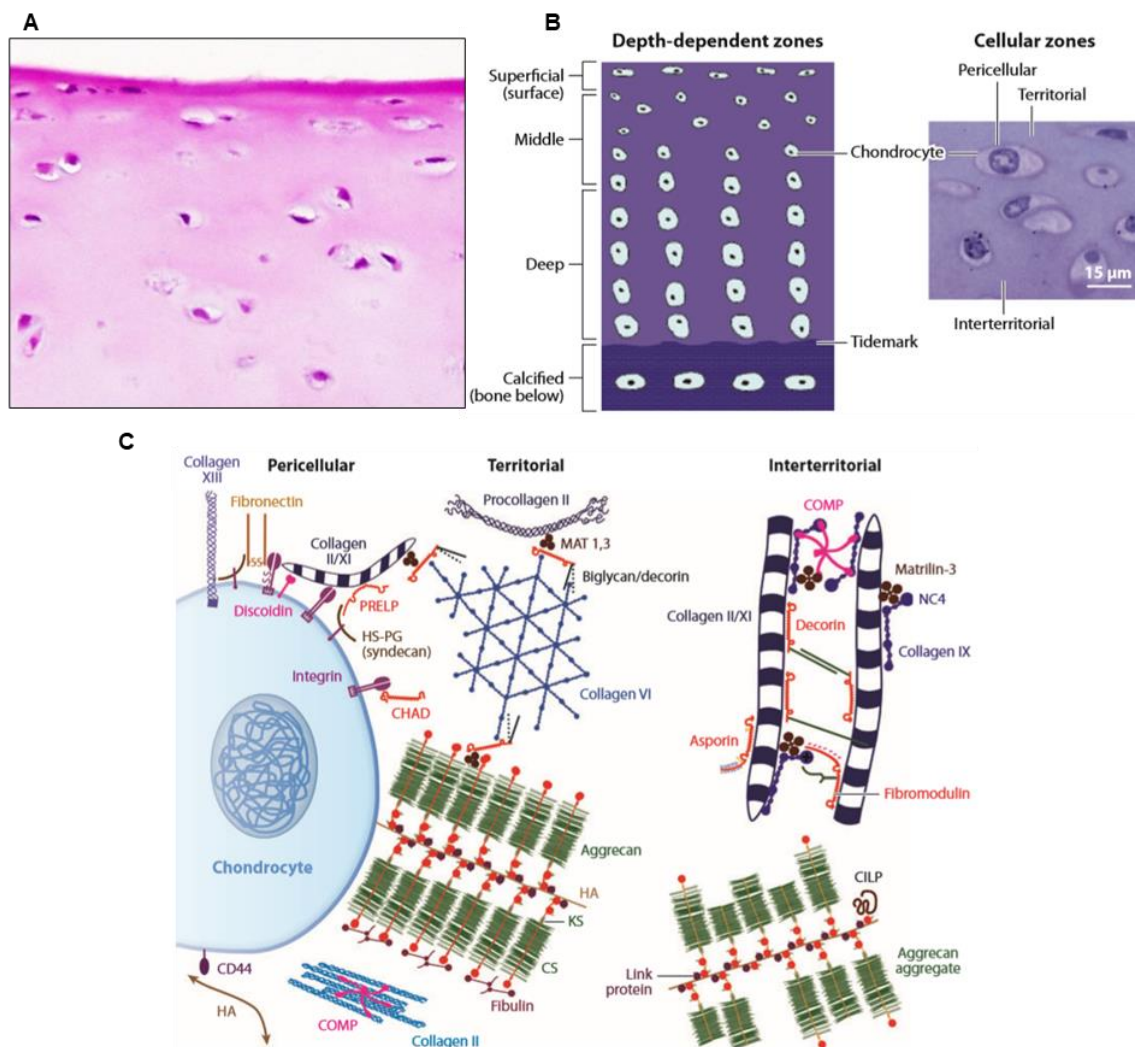 A
B
Depth-dependent zones
Superficial
(surface)
Middle
Deep
Calcified
(bone below)
Chondrocyte
Tidemark
Cellular zones
Pericellular
Territorial
15 µm
Interterritorial
C
Pericellular
Territorial
Interterritorial
Collagen
XIII
Fibronectin
SS
Collagen
II/XI
Discoidin
PRELP
HS-PG
(syndecan)
Integrin
CHAD
Chondrocyte
CD44
HA
COMP
Collagen II
Procollagen II
MAT 1,3
Biglycan/decorin
Collagen VI
Aggrecan
HA
KS
CS
Fibulin
COMP
Matrilin-3
NC4
Collagen II/XI
Decorin
Collagen IX
Asporin
Fibromodulin
CILP
Link
protein
Aggrecan
aggregate